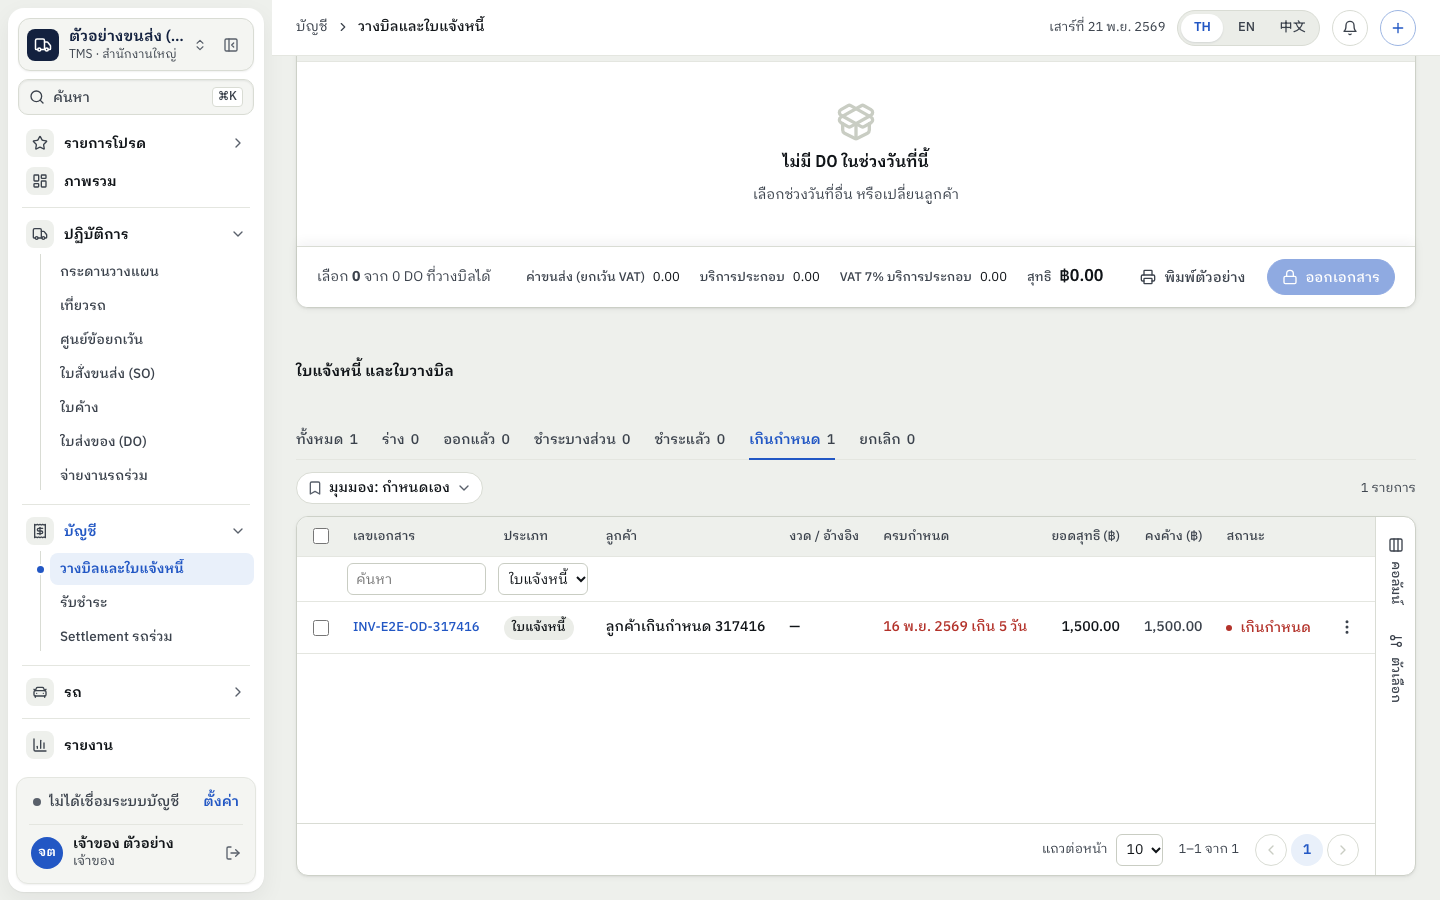 ตัวอย่างขนส่ง (...
TMS · สำนักงานใหญ่
ค้นหา ⌘K
รายการโปรด
ภาพรวม
ปฏิบัติการ
กระดานวางแผน
เที่ยวรถ
ศูนย์ข้อยกเว้น
ใบสั่งขนส่ง (SO)
ใบค้าง
ใบส่งของ (DO)
จ่ายงานรถร่วม
บัญชี
วางบิลและใบแจ้งหนี้
รับชำระ
Settlement รถร่วม
รถ
รายงาน
ไม่ได้เชื่อมระบบบัญชี ตั้งค่า
จต
เจ้าของ ตัวอย่าง
เจ้าของ
บัญชี > วางบิลและใบแจ้งหนี้
เสาร์ที่ 21 พ.ย. 2569 TH EN 中文
ไม่มี DO ในช่วงวันที่นี้
เลือกช่วงวันที่อื่น หรือเปลี่ยนลูกค้า
เลือก 0 จาก 0 DO ที่วางบิลได้ ค่าขนส่ง (ยกเว้น VAT) 0.00 บริการประกอบ 0.00 VAT 7% บริการประกอบ 0.00 สุทธิ ฿0.00 พิมพ์ตัวอย่าง ออกเอกสาร
ใบแจ้งหนี้ และใบวางบิล
ทั้งหมด 1 ร่าง 0 ออกแล้ว 0 ชำระบางส่วน 0 ชำระแล้ว 0 เกินกำหนด 1 ยกเลิก 0
มุมมอง: กำหนดเอง 1 รายการ
เลขเอกสาร ประเภท ลูกค้า งวด / อ้างอิง ครบกำหนด ยอดสุทธิ (฿) คงค้าง (฿) สถานะ
ค้นหา ใบแจ้งหนี้
INV-E2E-OD-317416 ใบแจ้งหนี้ ลูกค้าเกินกำหนด 317416 — 16 พ.ย. 2569 เกิน 5 วัน 1,500.00 1,500.00 เกินกำหนด
คอลัมน์
ตัวเลือก
แถวต่อหน้า 10 1–1 จาก 1 1